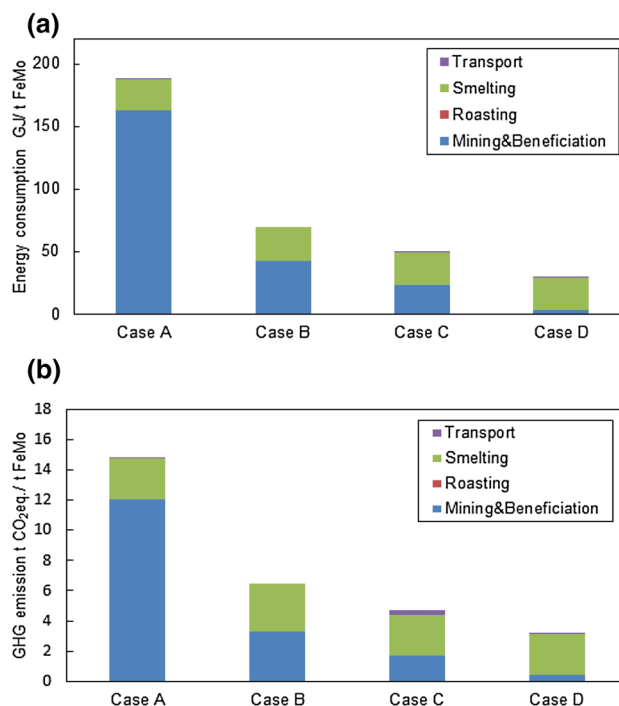 (a)
Energy consumption GJ/ t FeMo
200
150
100
50
0
Transport
Smelting
Roasting
Mining&Beneficiation
Case A Case B Case C Case D
(b)
GHG emission t CO₂eq./ t FeMo
18
16
14
12
10
8
6
4
2
0
Transport
Smelting
Roasting
Mining&Beneficiation
Case A Case B Case C Case D